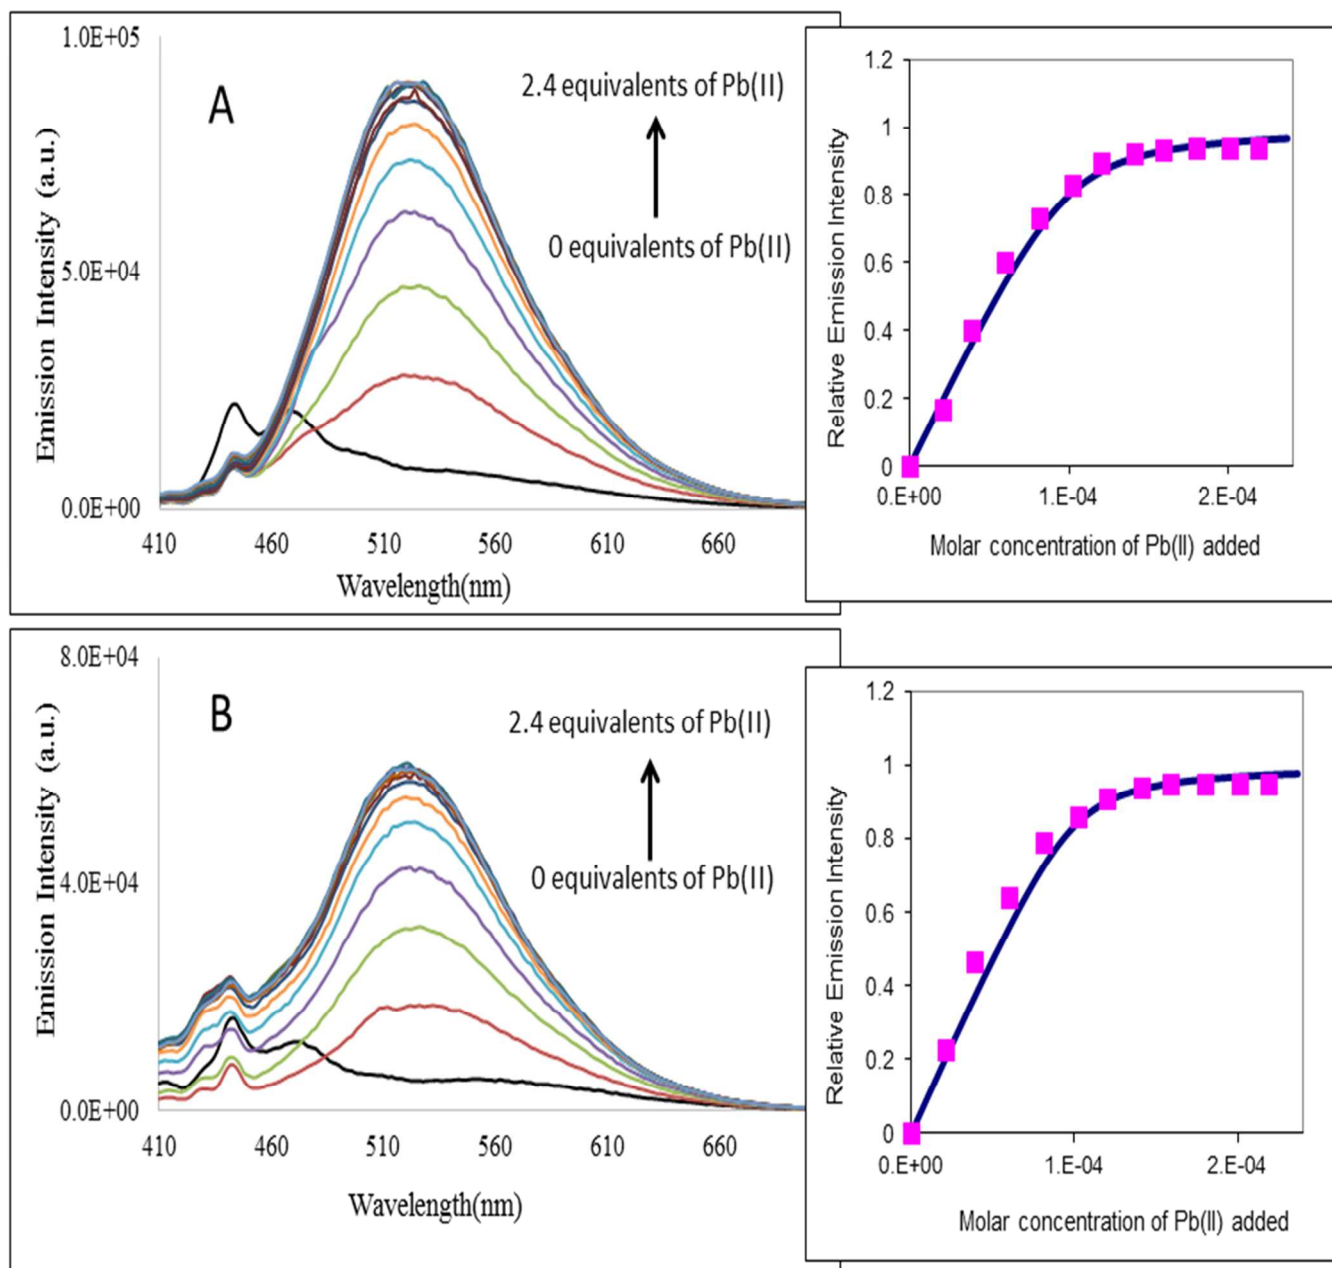 A
1.0E+05
5.0E+04
0.0E+00
Emission Intensity (a.u.)
2.4 equivalents of Pb(II)
0 equivalents of Pb(II)
410 460 510 560 610 660
Wavelength(nm)
1.2
1
0.8
0.6
0.4
0.2
0
Relative Emission Intensity
0.E+00 1.E-04 2.E-04
Molar concentration of Pb(II) added
B
8.0E+04
4.0E+04
0.0E+00
Emission Intensity (a.u.)
2.4 equivalents of Pb(II)
0 equivalents of Pb(II)
410 460 510 560 610 660
Wavelength(nm)
1.2
1
0.8
0.6
0.4
0.2
0
Relative Emission Intensity
0.E+00 1.E-04 2.E-04
Molar concentration of Pb(II) added